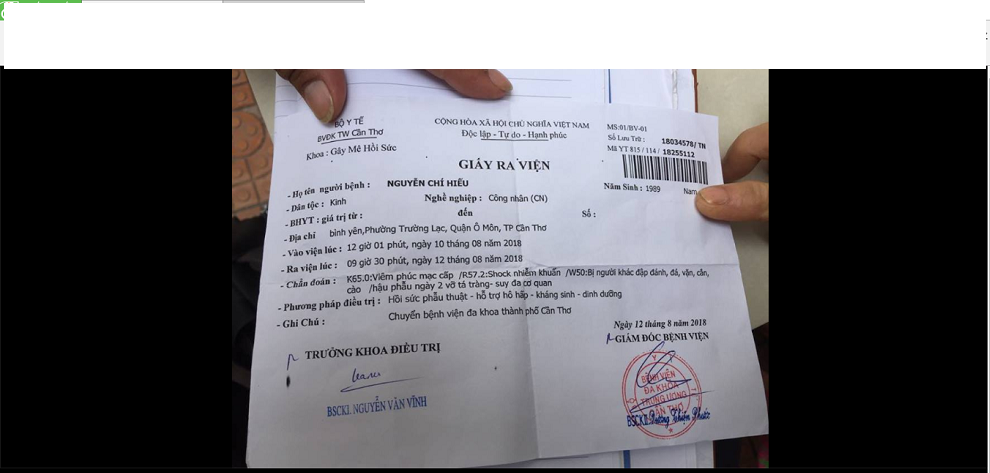 BỘ Y TẾ
BVĐK TW Cần Thơ
Khoa : Gây Mê Hồi Sức
CỘNG HÒA XÃ HỘI CHỦ NGHĨA VIỆT NAM
Độc lập - Tự do - Hạnh phúc
MS:01/BV-01
Số Lưu Trữ : 18034578/ TN
Mã YT 815 / 114 / 18255112
GIẤY RA VIỆN
Năm Sinh : 1989 Nam
- Họ tên người bệnh : NGUYỄN CHÍ HIẾU
- Dân tộc : Kinh Nghề nghiệp : Công nhân (CN)
- BHYT : giá trị từ : đến Số :
- Địa chỉ bình yên,Phường Trường Lạc, Quận Ô Môn, TP Cần Thơ
- Vào viện lúc : 12 giờ 01 phút, ngày 10 tháng 08 năm 2018
- Ra viện lúc : 09 giờ 30 phút, ngày 12 tháng 08 năm 2018
- Chẩn đoán : K65.0:Viêm phúc mạc cấp /R57.2:Shock nhiễm khuẩn /W50:Bị người khác đập đánh, đá, vặn, cắn,
cào /hậu phẫu ngày 2 vỡ tá tràng- suy đa cơ quan
- Phương pháp điều trị : Hồi sức phẫu thuật - hỗ trợ hô hấp - kháng sinh - dinh dưỡng
- Ghi Chú : Chuyển bệnh viện đa khoa thành phố Cần Thơ
Ngày 12 tháng 8 năm 2018
TRƯỞNG KHOA ĐIỀU TRỊ
GIÁM ĐỐC BỆNH VIỆN
BỆNH VIỆN
ĐA KHOA
TRUNG ƯƠNG
CẦN THƠ
BSCKI. NGUYỄN VĂN VĨNH